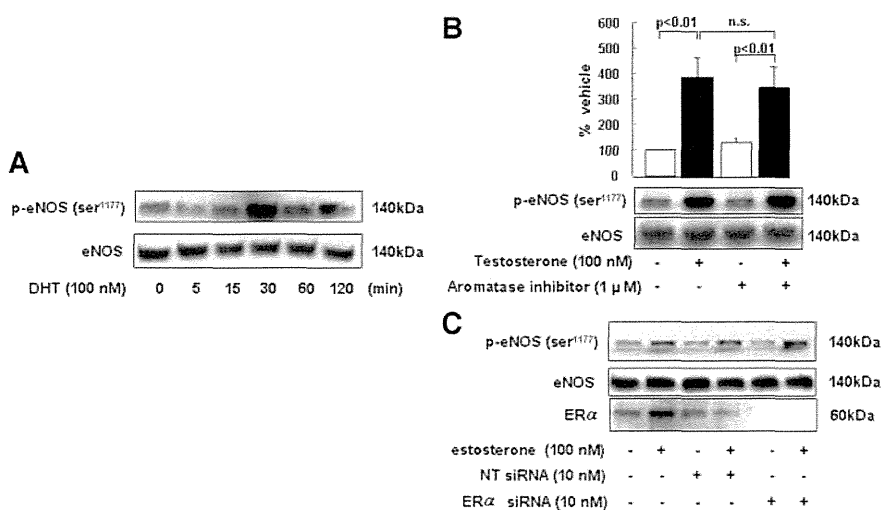 A
p-eNOS (ser1177) 140kDa
eNOS 140kDa
DHT (100 nM) 0 5 15 30 60 120 (min)
B
% vehicle
600
500
400
300
200
100
0
p<0.01 n.s.
p<0.01
p-eNOS (ser1177) 140kDa
eNOS 140kDa
Testosterone (100 nM) - + - +
Aromatase inhibitor (1 μM) - - + +
C
p-eNOS (ser1177) 140kDa
eNOS 140kDa
ERα 60kDa
estosterone (100 nM) - + - + - +
NT siRNA (10 nM) - - + + - -
ERα siRNA (10 nM) - - - - + +